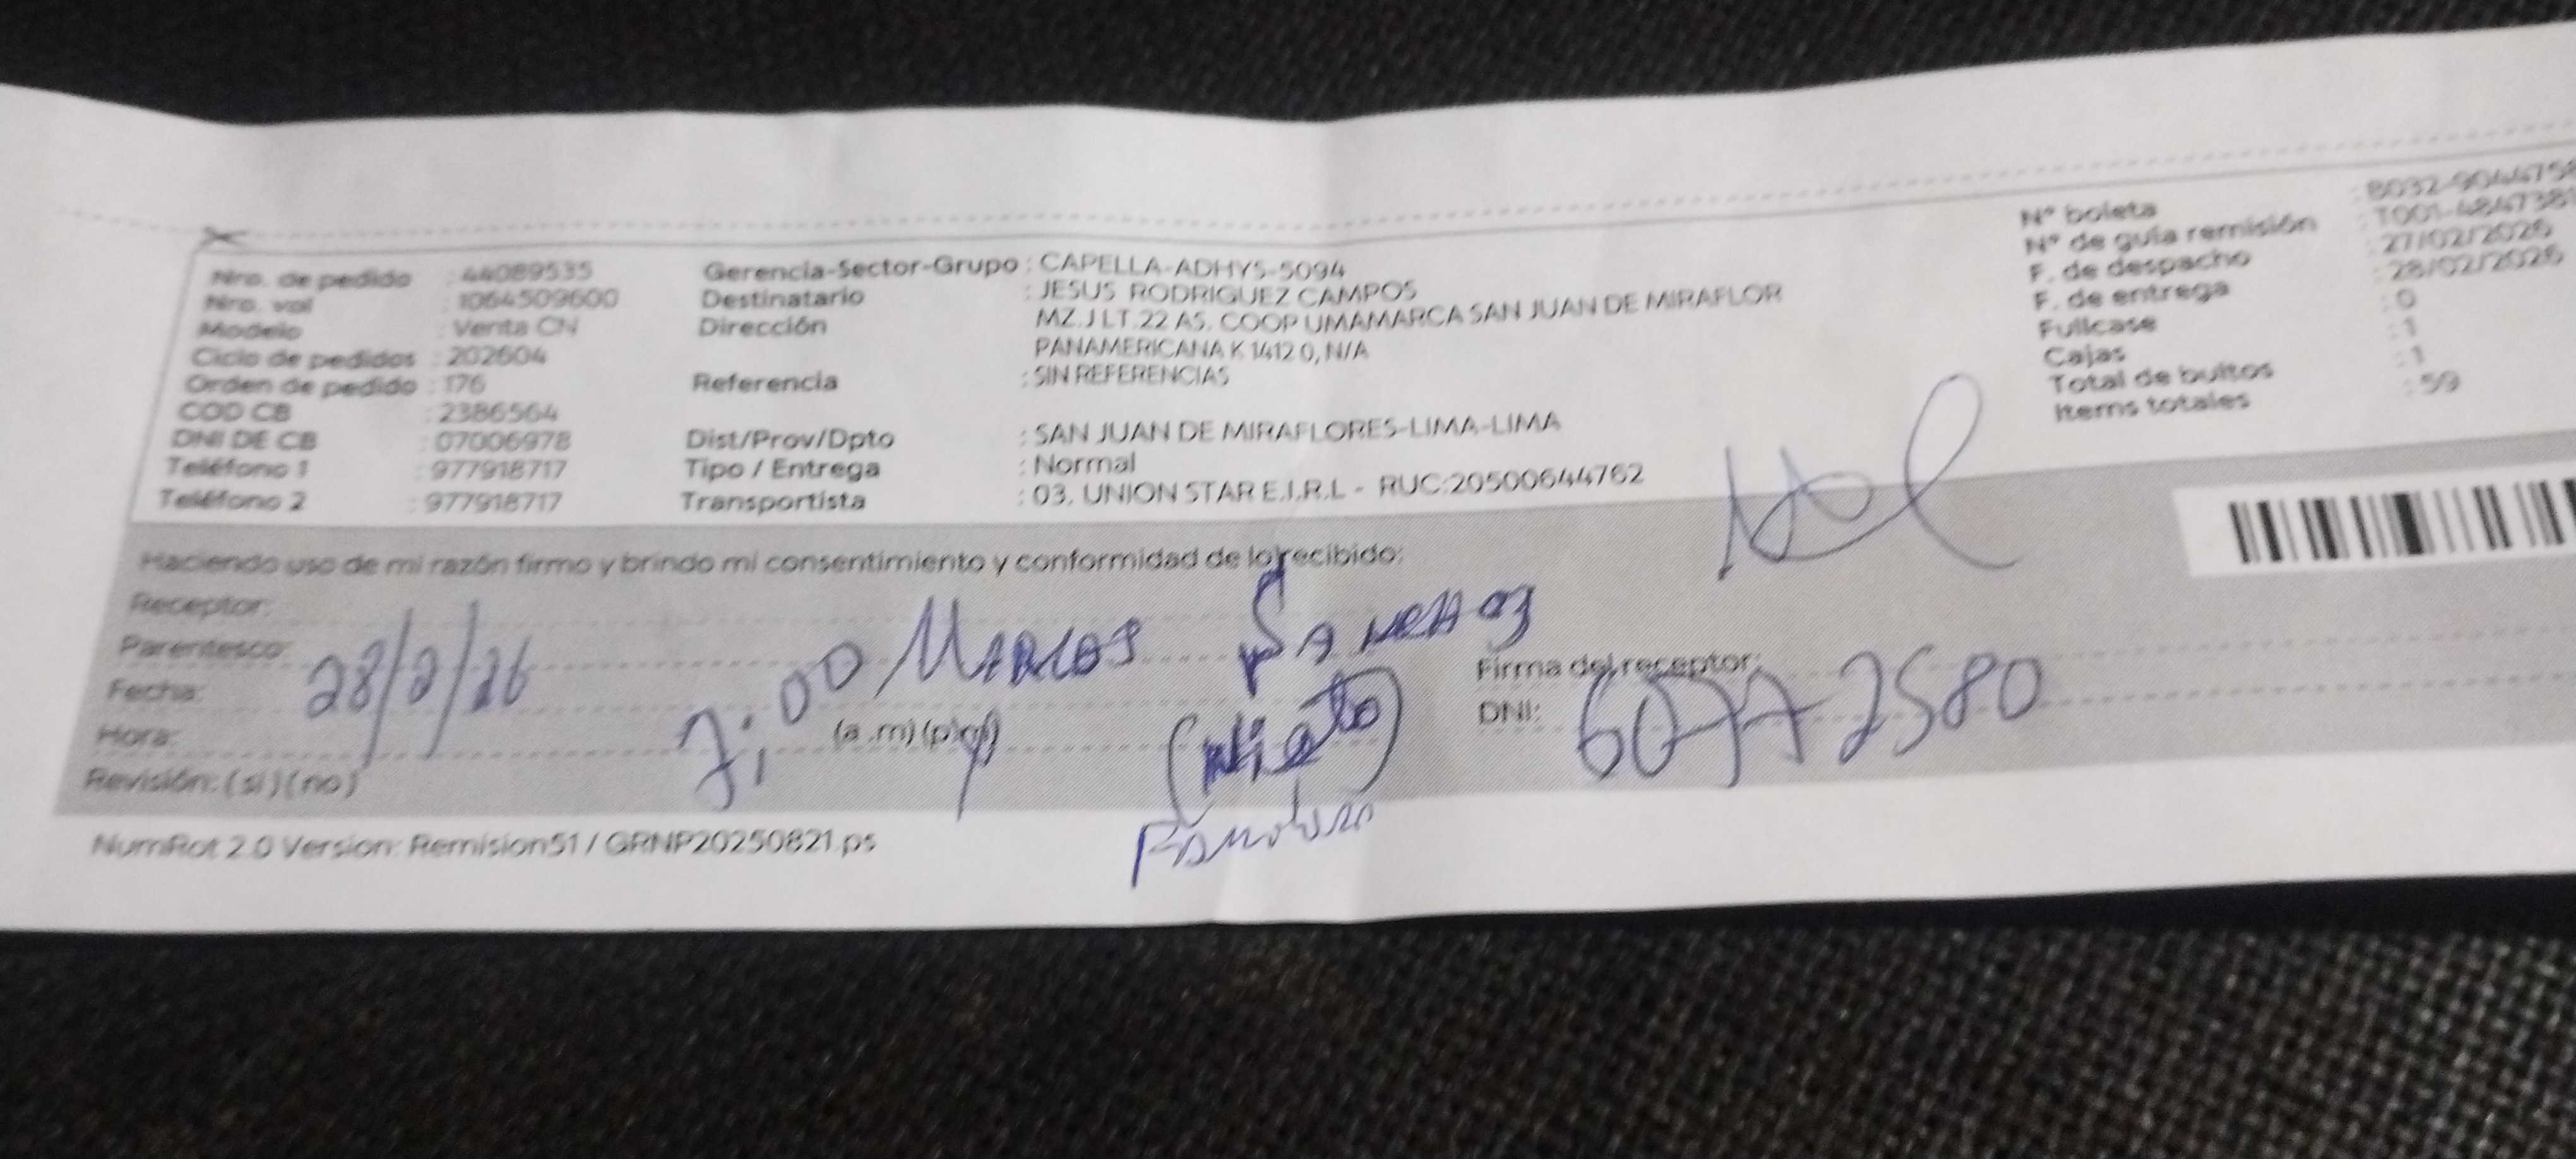 Nro. de pedido : 44089535
Nro. vol : 1064509600
Modelo : Venta CN
Ciclo de pedidos : 202604
Orden de pedido : 176
COD CB : 2386564
DNI DE CB : 07006978
Teléfono 1 : 977918717
Teléfono 2 : 977918717
Gerencia-Sector-Grupo : CAPELLA-ADHYS-5094
Destinatario : JESUS RODRIGUEZ CAMPOS
Dirección : MZ.J LT.22 AS. COOP UMAMARCA SAN JUAN DE MIRAFLOR
PANAMERICANA K 1412 0, N/A
Referencia : SIN REFERENCIAS
Dist/Prov/Dpto : SAN JUAN DE MIRAFLORES-LIMA-LIMA
Tipo / Entrega : Normal
Transportista : 03. UNION STAR E.I.R.L - RUC:20500644762
N° boleta : B032-9044758
N° de guía remisión : T001-4847381
F. de despacho : 27/02/2026
F. de entrega : 28/02/2026
Fullcase : 0
Cajas : 1
Total de bultos : 1
Items totales : 59
Haciendo uso de mi razón firmo y brindo mi consentimiento y conformidad de lo recibido:
Receptor:
Parentesco:
Fecha: 28/2/26
Hora: 7:00 (a.m) (p.m)
Revisión: (si) (no)
MARCOS
(Nieto)
Firma del receptor:
DNI: 60772580
NumRot 2.0 Version: Remision51 / GRNP20250821.ps